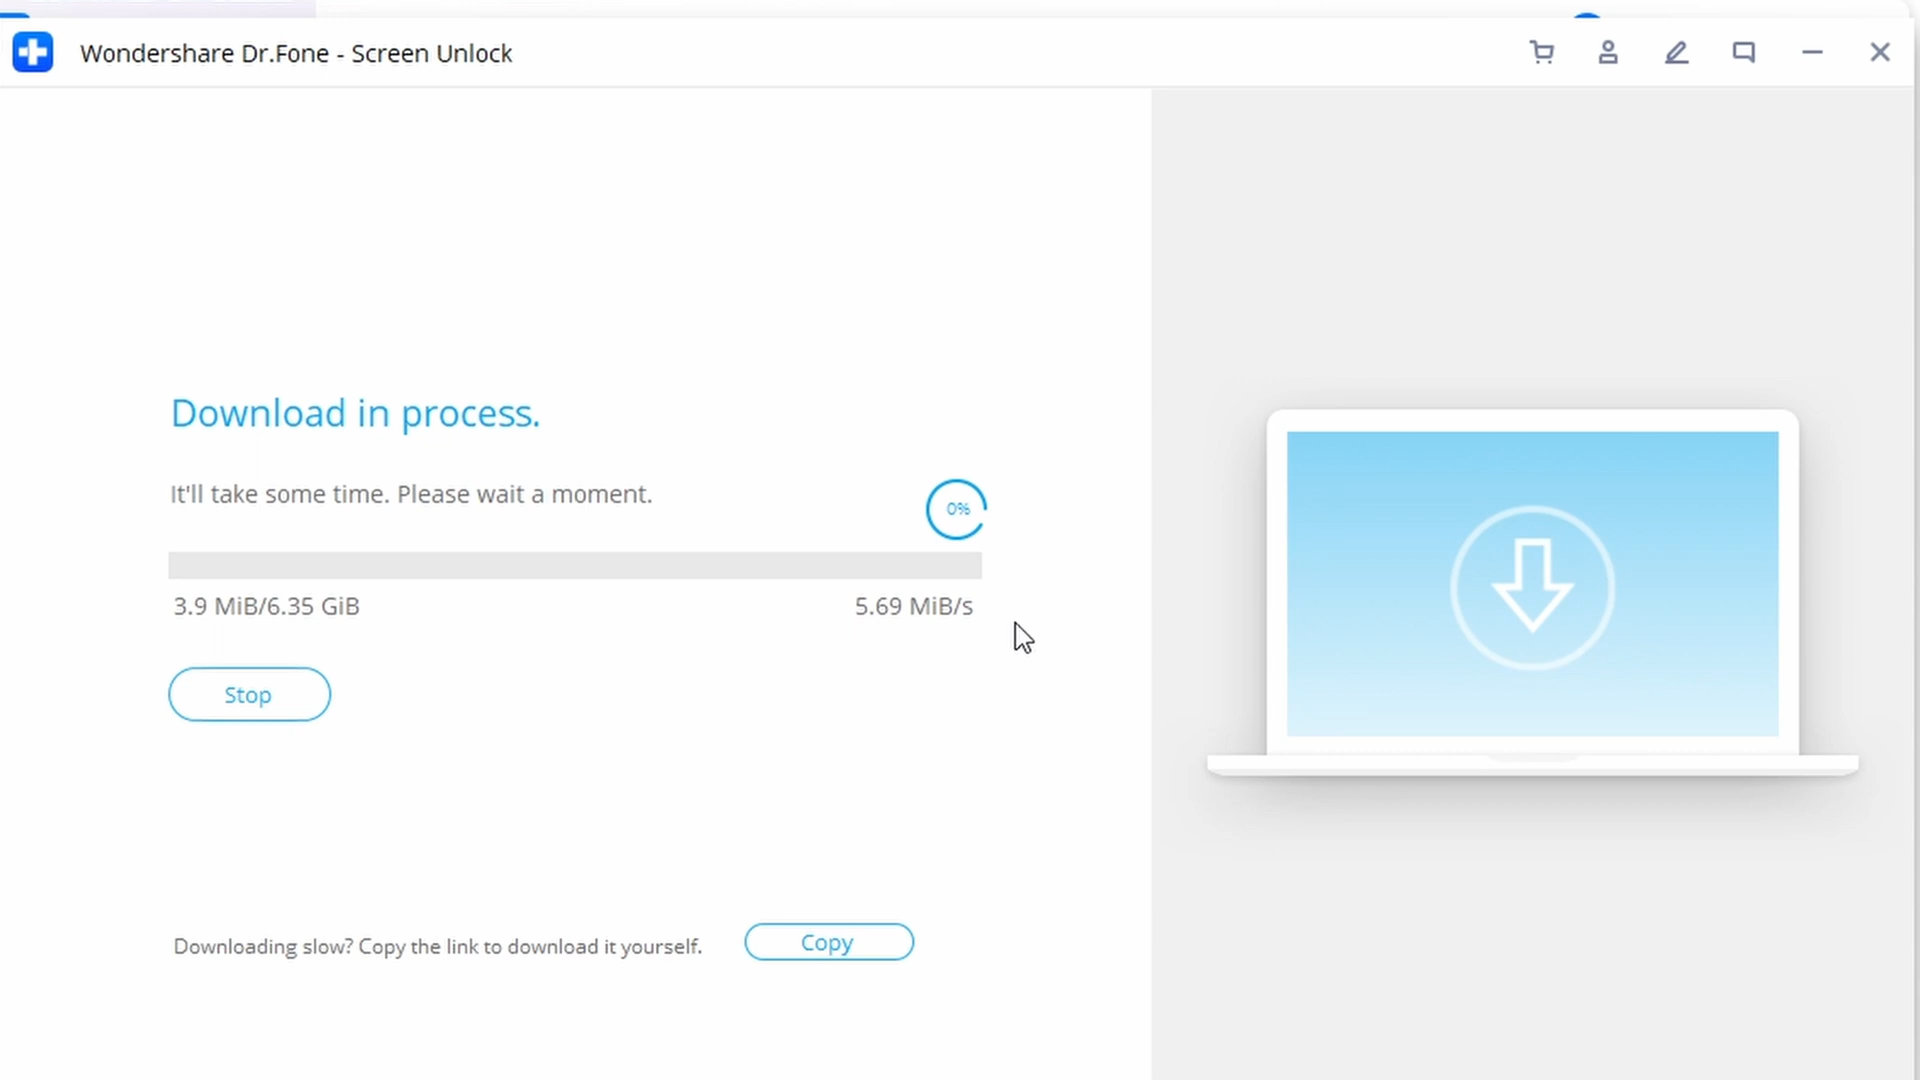 Wondershare Dr.Fone - Screen Unlock
Download in process.
It'll take some time. Please wait a moment.
0%
3.9 MiB/6.35 GiB
5.69 MiB/s
Stop
Downloading slow? Copy the link to download it yourself.
Copy